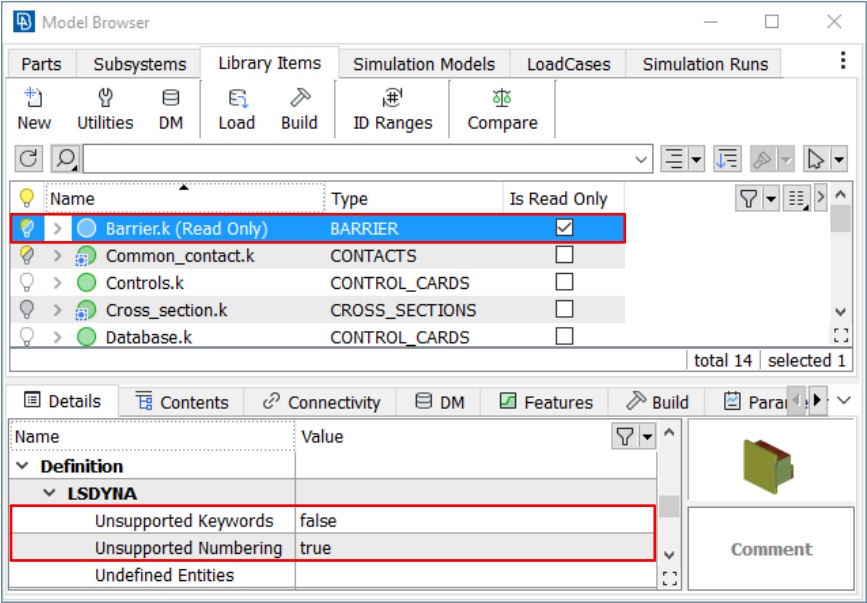 Model Browser
Parts Subsystems Library Items Simulation Models LoadCases Simulation Runs
New Utilities DM Load Build ID Ranges Compare
Name Type Is Read Only
Barrier.k (Read Only) BARRIER
Common_contact.k CONTACTS
Controls.k CONTROL_CARDS
Cross_section.k CROSS_SECTIONS
Database.k CONTROL_CARDS
total 14 selected 1
Details Contents Connectivity DM Features Build Para
Name Value
Definition
LSDYNA
Unsupported Keywords false
Unsupported Numbering true
Undefined Entities
Comment